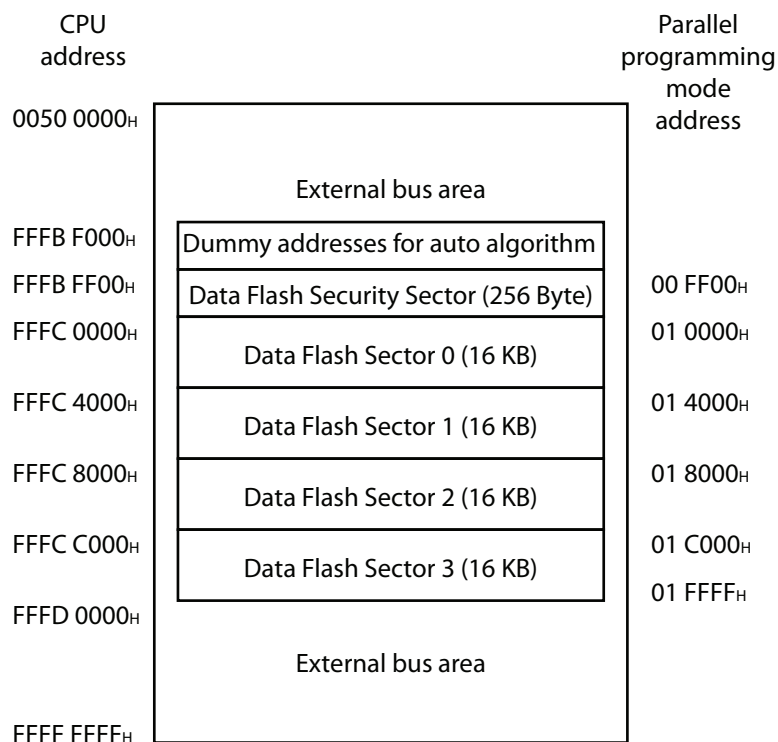 CPU
address
Parallel
programming
mode
address
0050 0000H
External bus area
FFFB F000H
Dummy addresses for auto algorithm
FFFB FF00H
Data Flash Security Sector (256 Byte)
00 FF00H
FFFC 0000H
01 0000H
Data Flash Sector 0 (16 KB)
FFFC 4000H
01 4000H
Data Flash Sector 1 (16 KB)
FFFC 8000H
01 8000H
Data Flash Sector 2 (16 KB)
FFFC C000H
01 C000H
Data Flash Sector 3 (16 KB)
01 FFFFH
FFFD 0000H
External bus area
FFFF FFFFH